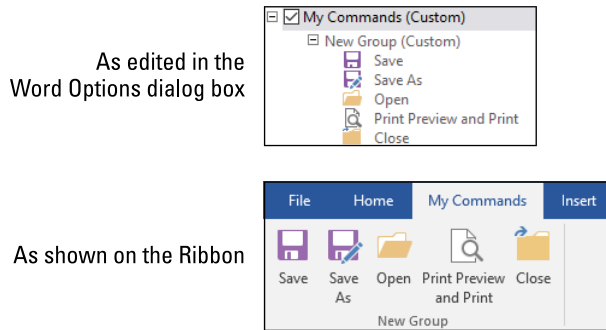 My Commands (Custom)
New Group (Custom)
As edited in the
Word Options dialog box
Save
Save As
Open
Print Preview and Print
Close
File Home My Commands Insert
As shown on the Ribbon
Save Save As Open Print Preview and Print Close
New Group